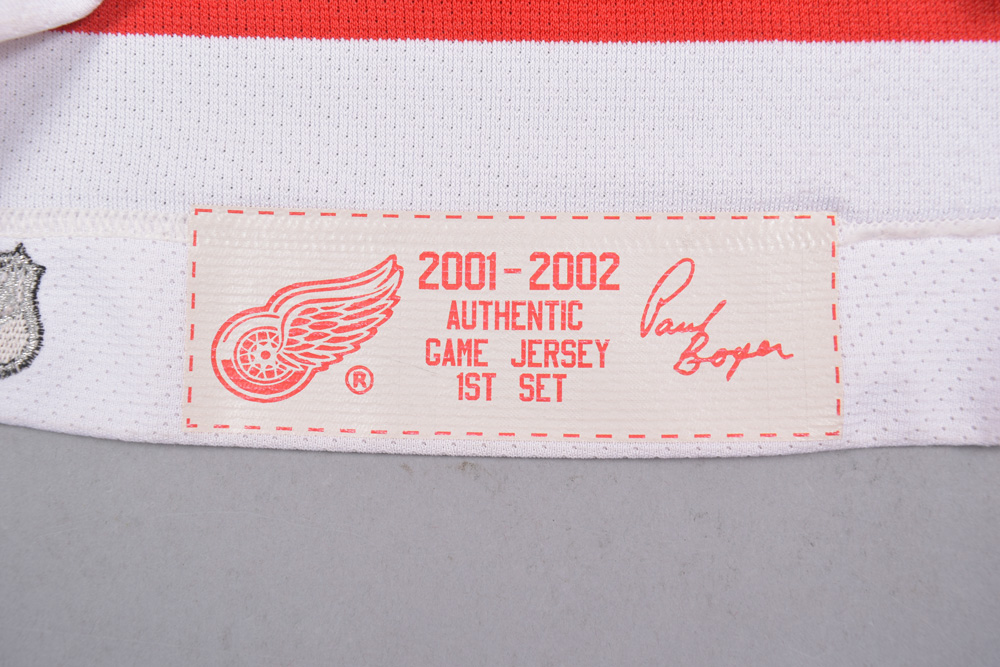 2001-2002
AUTHENTIC
GAME JERSEY
1ST SET
®
Paul
Boyer